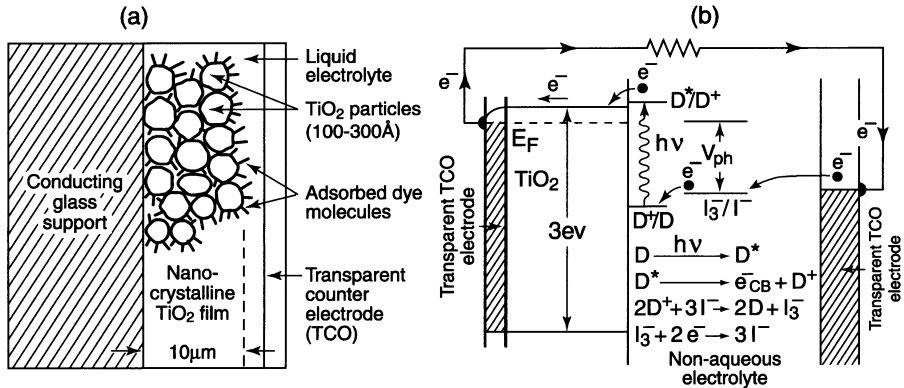 (a)
Conducting
glass
support
Nano-
crystalline
TiO₂ film
10μm
Liquid
electrolyte
TiO₂ particles
(100-300Å)
Adsorbed dye
molecules
Transparent
counter
electrode
(TCO)
(b)
e⁻
e⁻
e⁻
D*/D⁺
E_F
TiO₂
3ev
hν
V_ph
e⁻
I₃⁻/I⁻
D⁺/D
e⁻
e⁻
Transparent TCO
electrode
Transparent TCO
electrode
D hν → D*
D* → e⁻CB + D⁺
2D⁺+3I⁻ → 2D + I₃⁻
I₃⁻+2e⁻ → 3I⁻
Non-aqueous
electrolyte